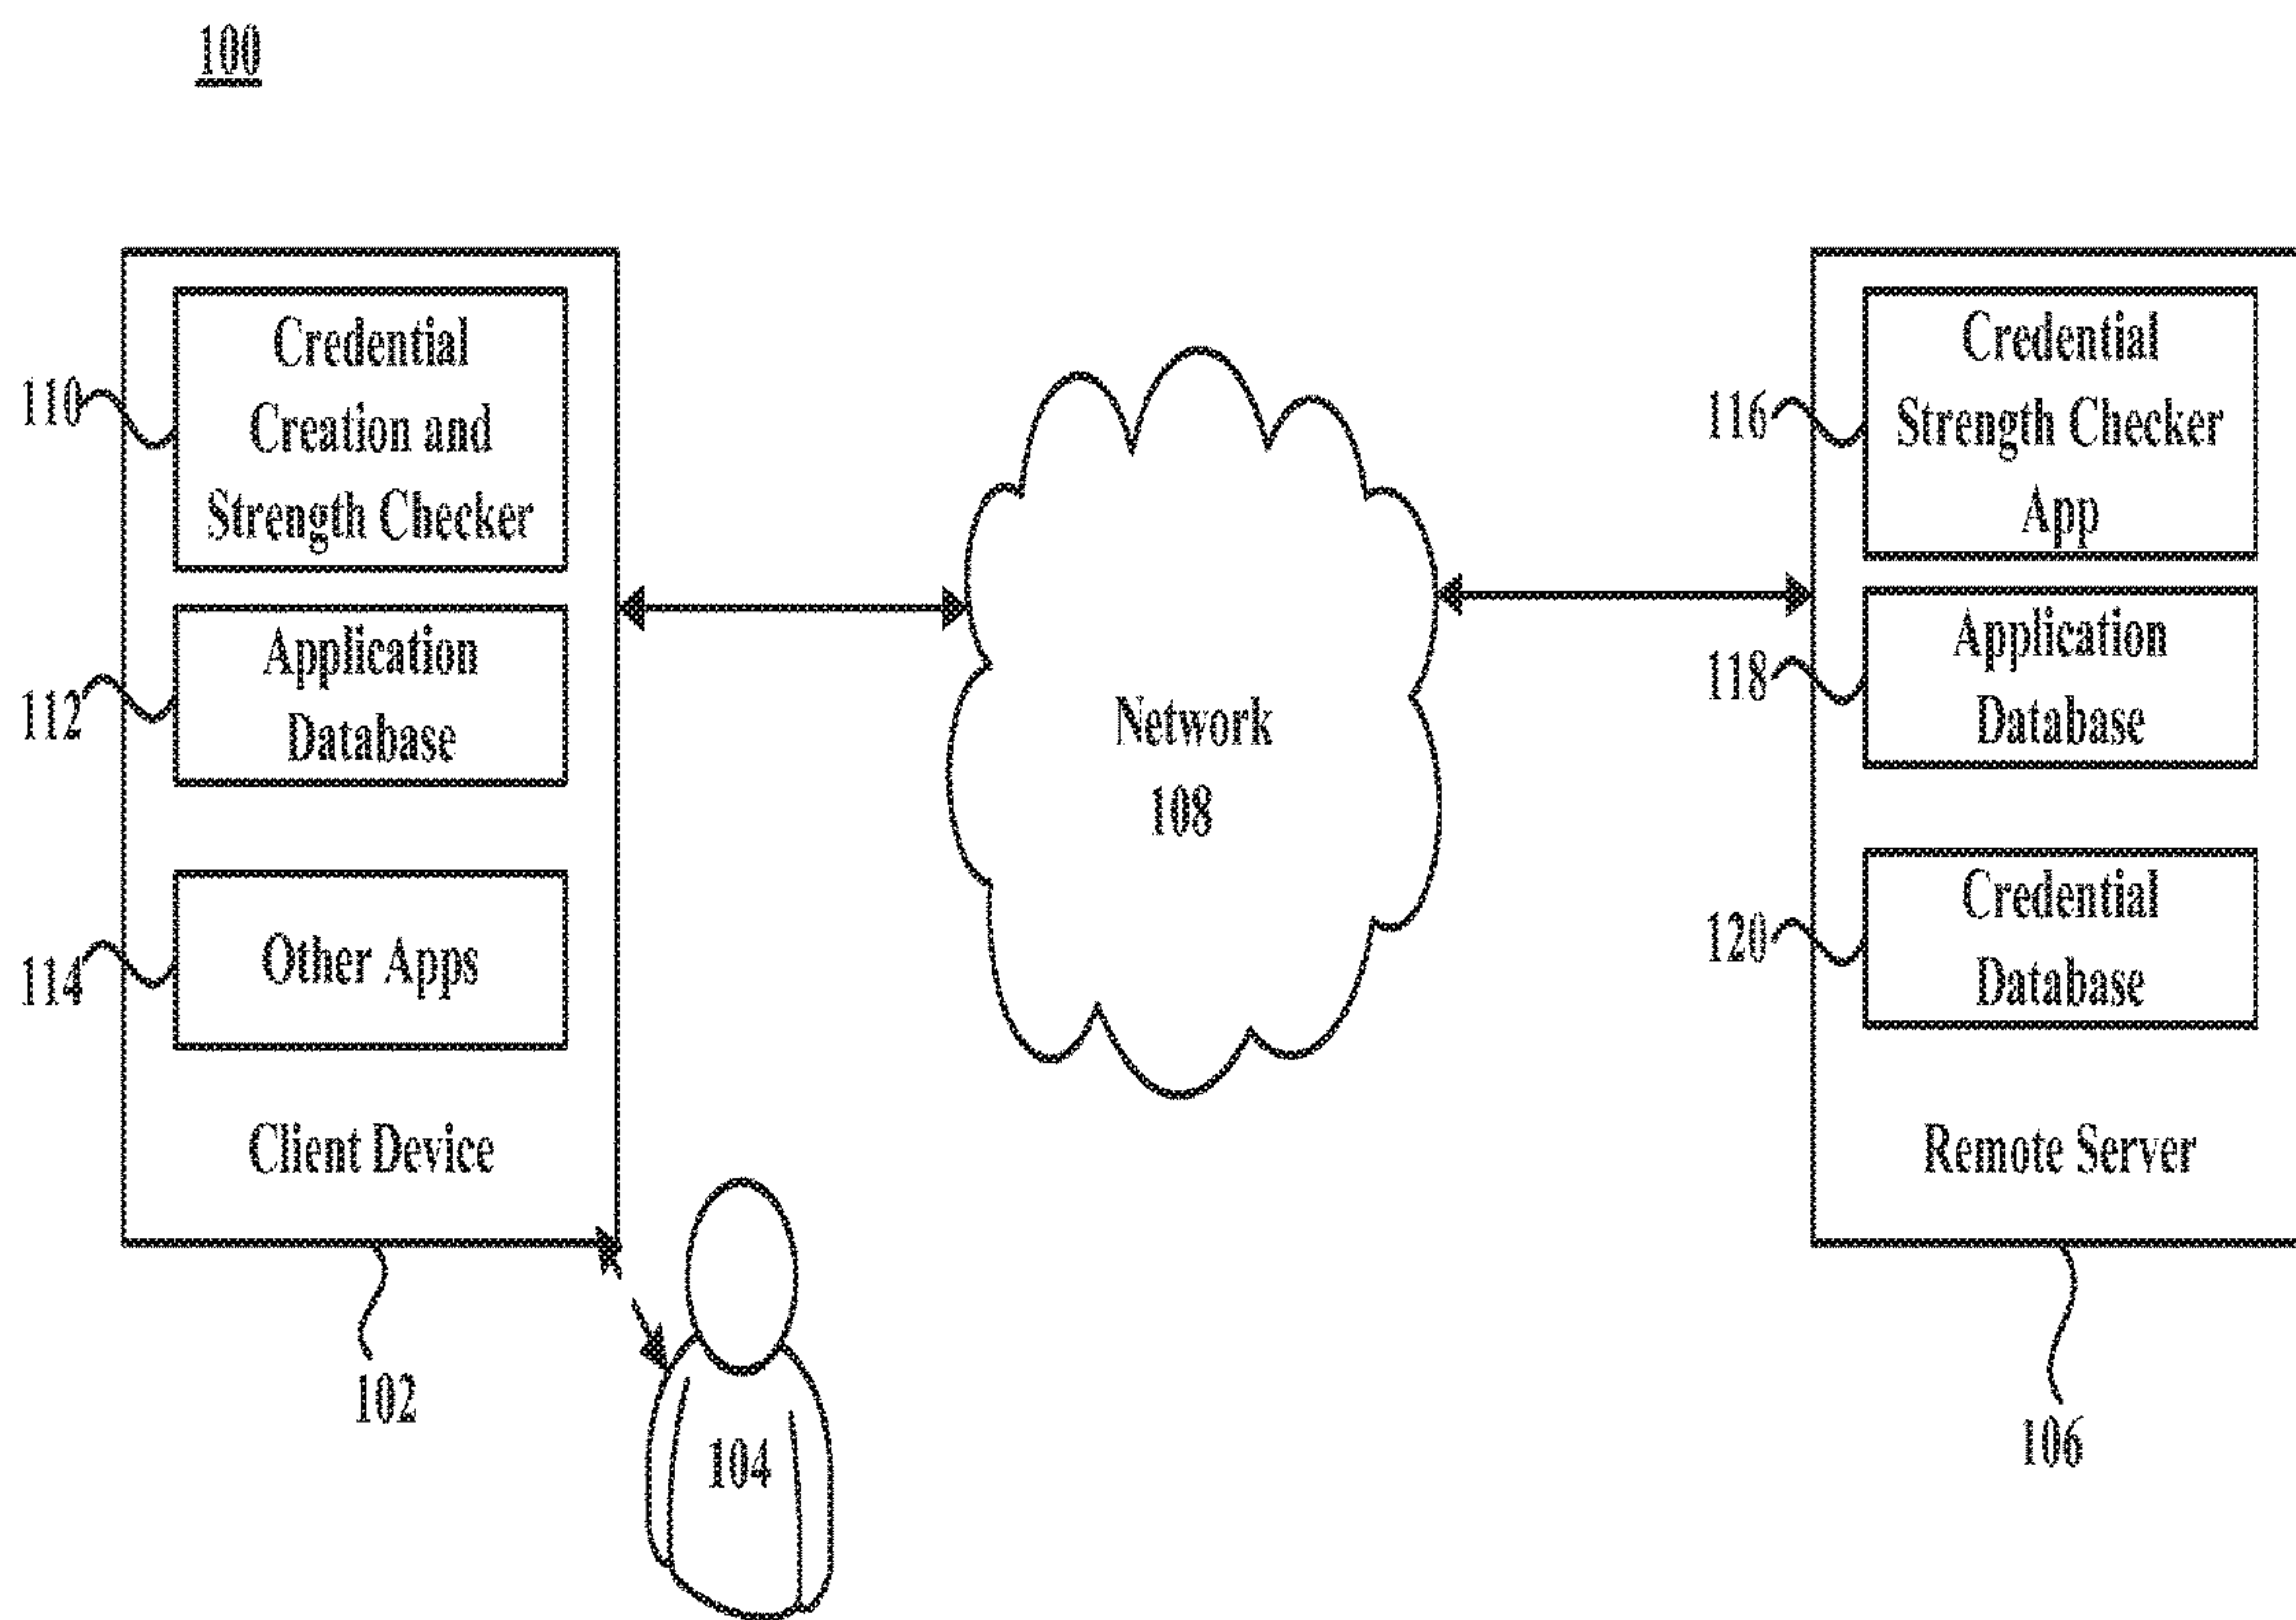 100
110
Credential
Creation and
Strength Checker
112
Application
Database
114
Other Apps
Client Device
102
104
Network
108
116
Credential
Strength Checker
App
118
Application
Database
120
Credential
Database
Remote Server
106